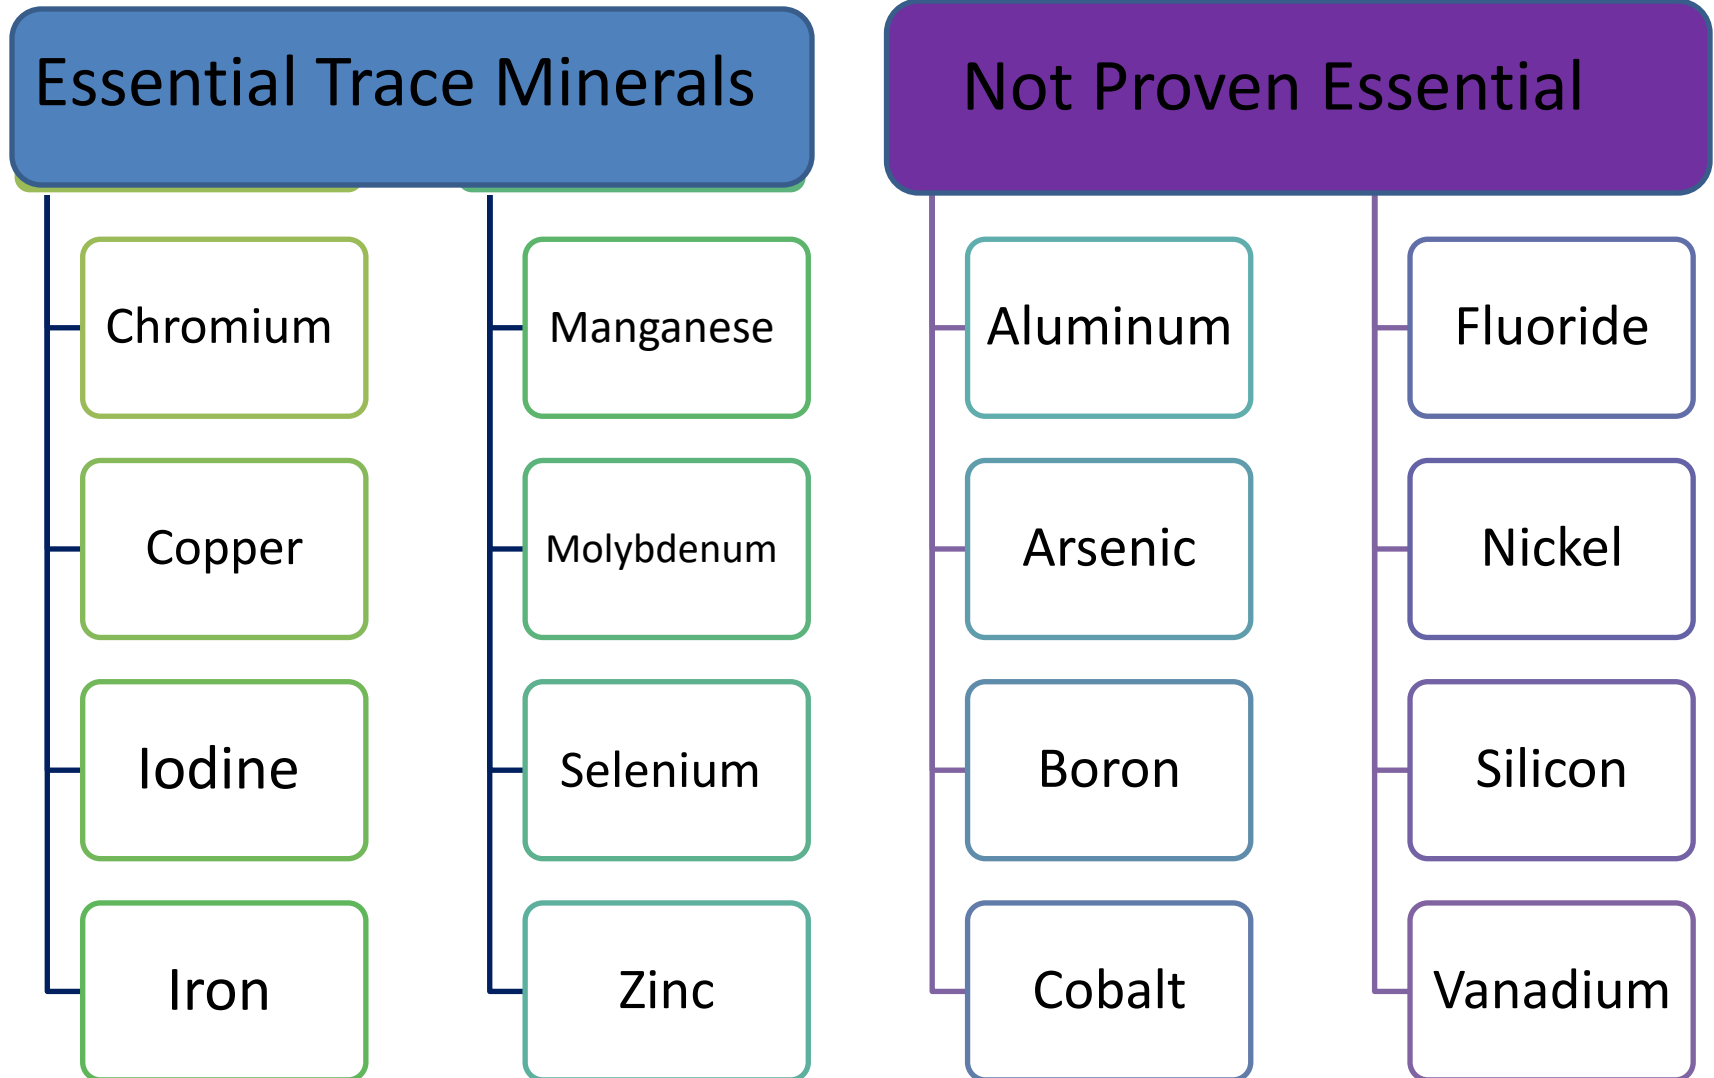 Essential Trace Minerals
Chromium
Copper
Iodine
Iron
Manganese
Molybdenum
Selenium
Zinc
Not Proven Essential
Aluminum
Arsenic
Boron
Cobalt
Fluoride
Nickel
Silicon
Vanadium